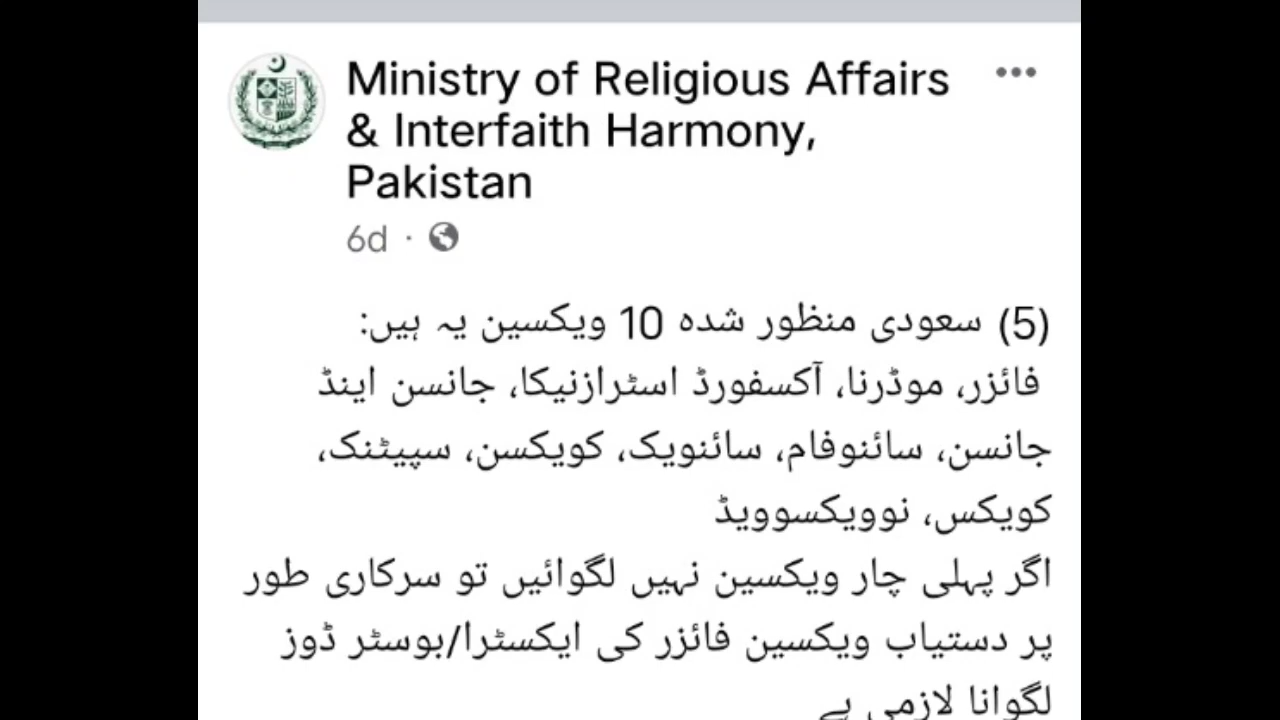 Ministry of Religious Affairs
& Interfaith Harmony,
Pakistan
6d ·
(5) سعودی منظور شدہ 10 ویکسین یہ ہیں:
فائزر، موڈرنا، آکسفورڈ اسٹرازنیکا، جانسن اینڈ
جانسن، سائنوفام، سائنویک، کویکسن، سپیٹنک،
کویکس، نوویکسوویڈ
اگر پہلی چار ویکسین نہیں لگوائیں تو سرکاری طور
پر دستیاب ویکسین فائزر کی ایکسٹرا/بوسٹر ڈوز
لگوانا لازمی ہے